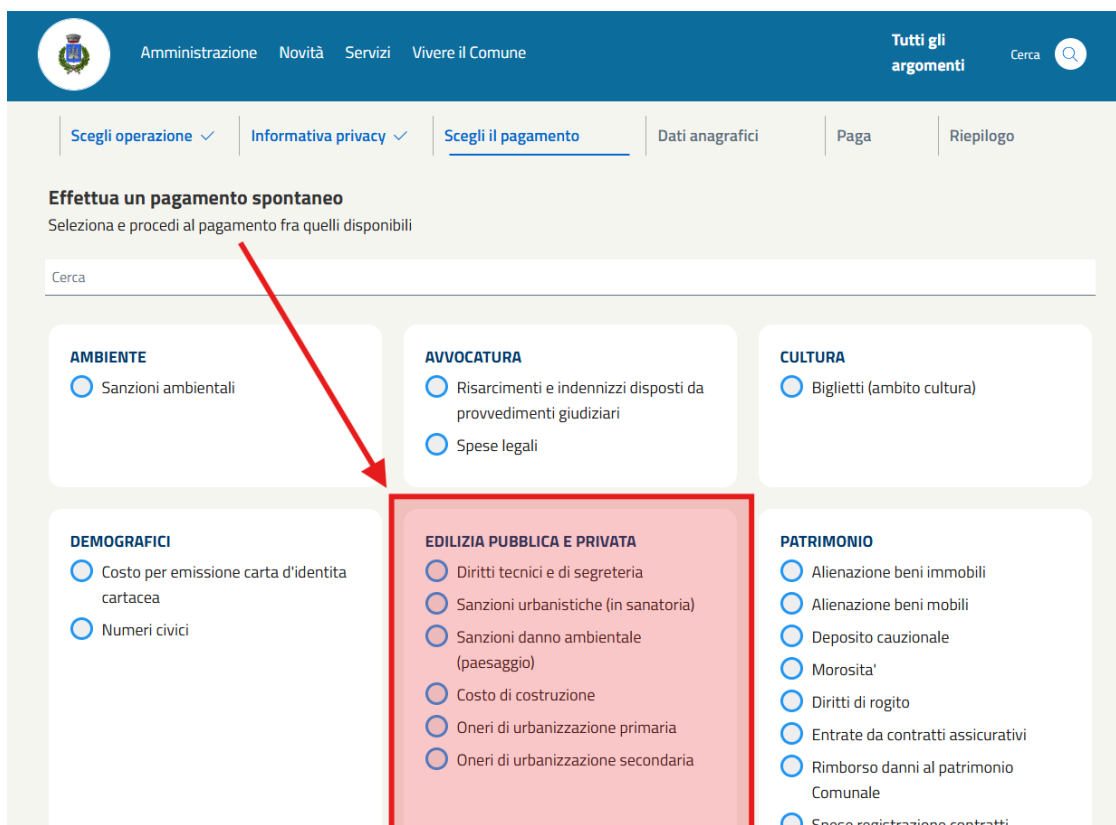 Amministrazione Novità Servizi Vivere il Comune
Tutti gli
argomenti
Cerca
Scegli operazione
Informativa privacy
Scegli il pagamento
Dati anagrafici
Paga
Riepilogo
Effettua un pagamento spontaneo
Seleziona e procedi al pagamento fra quelli disponibili
Cerca
AMBIENTE
Sanzioni ambientali
AVVOCATURA
Risarcimenti e indennizzi disposti da
provvedimenti giudiziari
Spese legali
CULTURA
Biglietti (ambito cultura)
DEMOGRAFICI
Costo per emissione carta d'identita
cartacea
Numeri civici
EDILIZIA PUBBLICA E PRIVATA
Diritti tecnici e di segreteria
Sanzioni urbanistiche (in sanatoria)
Sanzioni danno ambientale
(paesaggio)
Costo di costruzione
Oneri di urbanizzazione primaria
Oneri di urbanizzazione secondaria
PATRIMONIO
Alienazione beni immobili
Alienazione beni mobili
Deposito cauzionale
Morosita'
Diritti di rogito
Entrate da contratti assicurativi
Rimborso danni al patrimonio
Comunale
Spese registrazione contratti